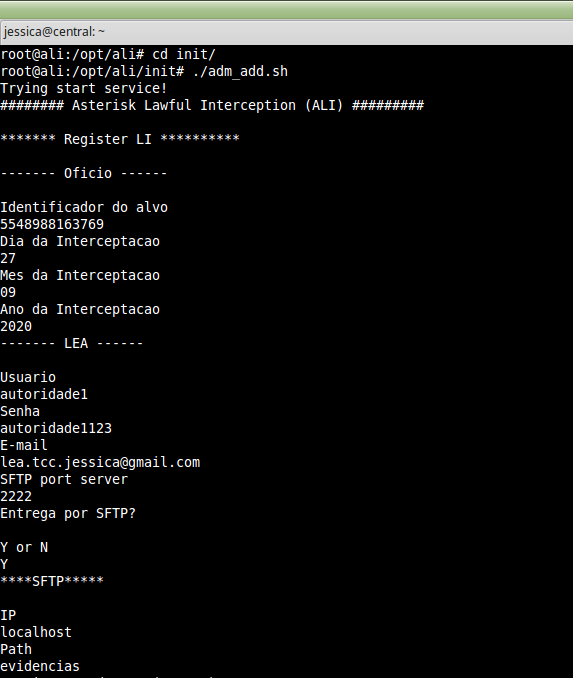 jessica@central: ~
root@ali:/opt/ali# cd init/
root@ali:/opt/ali/init# ./adm_add.sh
Trying start service!
######## Asterisk Lawful Interception (ALI) #########
******* Register LI **********
------- Oficio ------
Identificador do alvo
5548988163769
Dia da Interceptacao
27
Mes da Interceptacao
09
Ano da Interceptacao
2020
------- LEA ------
Usuario
autoridade1
Senha
autoridade1123
E-mail
lea.tcc.jessica@gmail.com
SFTP port server
2222
Entrega por SFTP?
Y or N
Y
****SFTP*****
IP
localhost
Path
evidencias